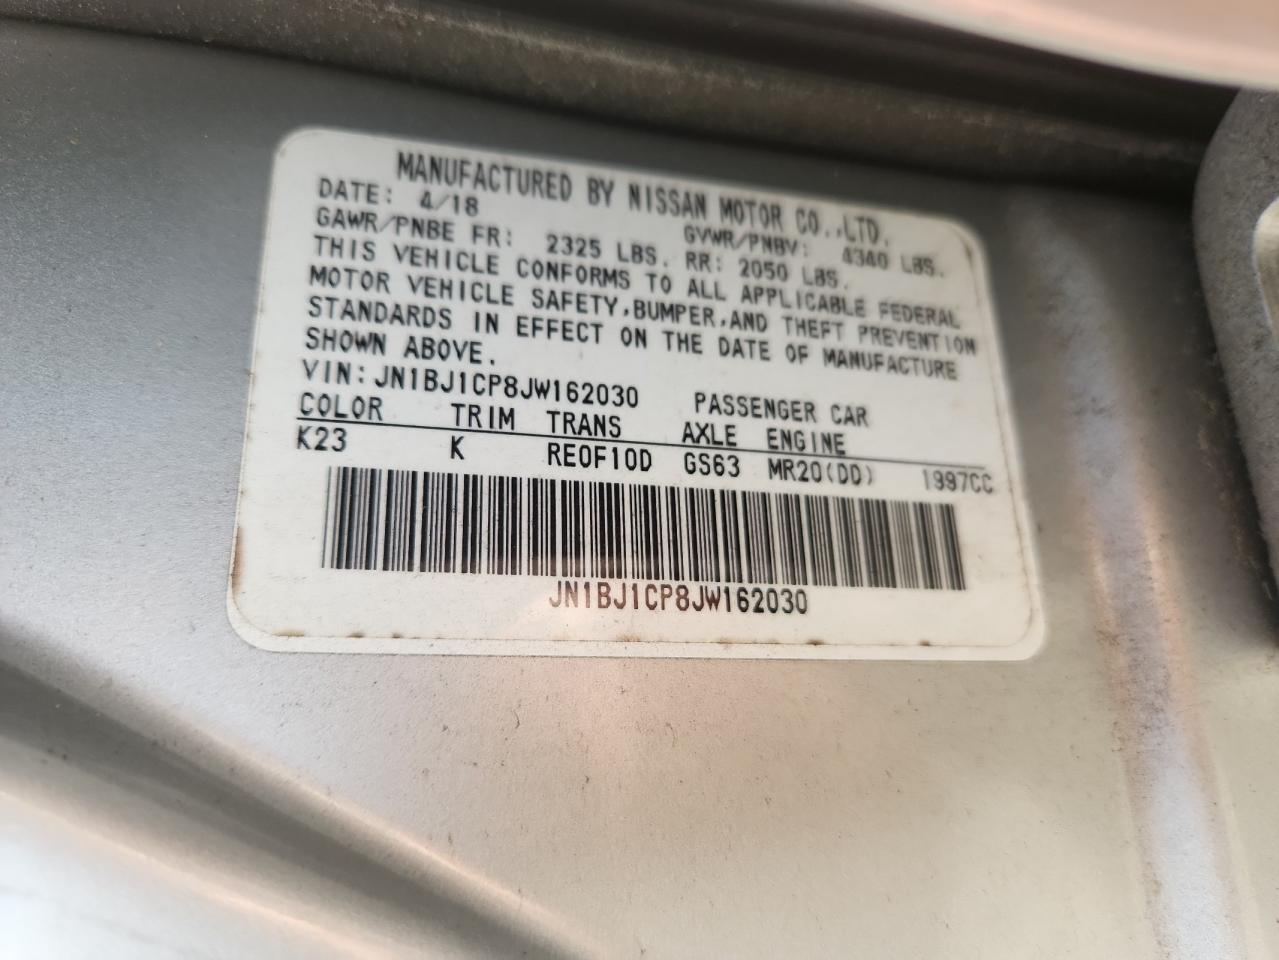 MANUFACTURED BY NISSAN MOTOR CO.,LTD.
DATE: 4/18 GVWR/PNBV: 4340 LBS.
GAWR/PNBE FR: 2325 LBS. RR: 2050 LBS.
THIS VEHICLE CONFORMS TO ALL APPLICABLE FEDERAL
MOTOR VEHICLE SAFETY,BUMPER,AND THEFT PREVENTION
STANDARDS IN EFFECT ON THE DATE OF MANUFACTURE
SHOWN ABOVE.
VIN:JN1BJ1CP8JW162030 PASSENGER CAR
COLOR TRIM TRANS AXLE ENGINE
K23 K RE0F10D GS63 MR20(DD) 1997CC
JN1BJ1CP8JW162030